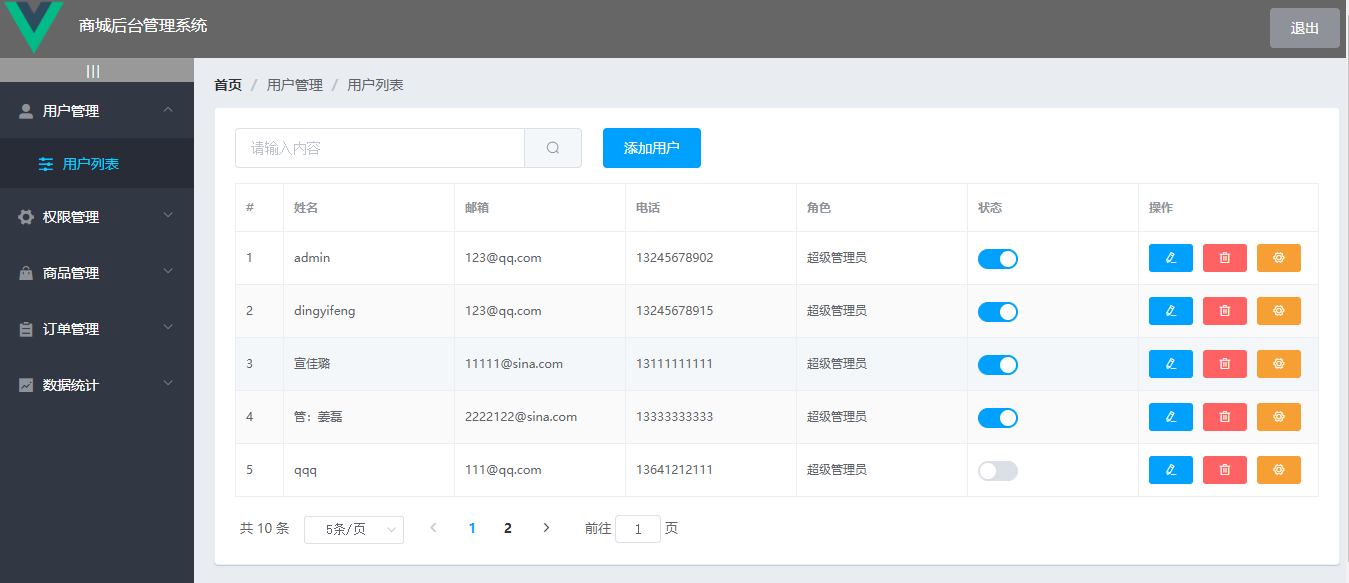 商城后台管理系统
退出
|||
用户管理
用户列表
权限管理
商品管理
订单管理
数据统计
首页 / 用户管理 / 用户列表
请输入内容
添加用户
# 姓名 邮箱 电话 角色 状态 操作
1 admin 123@qq.com 13245678902 超级管理员
2 dingyifeng 123@qq.com 13245678915 超级管理员
3 宣佳璐 11111@sina.com 13111111111 超级管理员
4 管：姜磊 2222122@sina.com 13333333333 超级管理员
5 qqq 111@qq.com 13641212111 超级管理员
共 10 条 5条/页 1 2 前往 1 页